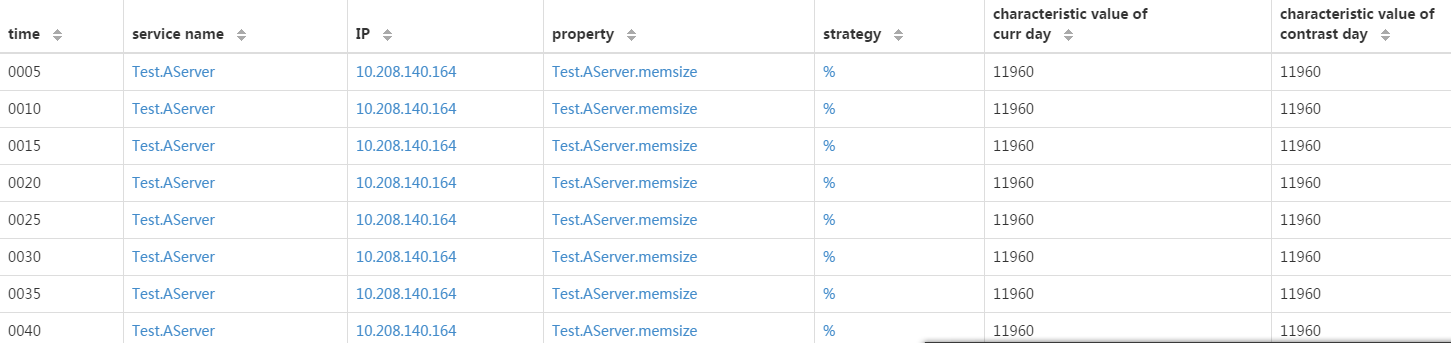 time service name IP property strategy characteristic value of curr day characteristic value of contrast day
0005 Test.AServer 10.208.140.164 Test.AServer.memsize % 11960 11960
0010 Test.AServer 10.208.140.164 Test.AServer.memsize % 11960 11960
0015 Test.AServer 10.208.140.164 Test.AServer.memsize % 11960 11960
0020 Test.AServer 10.208.140.164 Test.AServer.memsize % 11960 11960
0025 Test.AServer 10.208.140.164 Test.AServer.memsize % 11960 11960
0030 Test.AServer 10.208.140.164 Test.AServer.memsize % 11960 11960
0035 Test.AServer 10.208.140.164 Test.AServer.memsize % 11960 11960
0040 Test.AServer 10.208.140.164 Test.AServer.memsize % 11960 11960